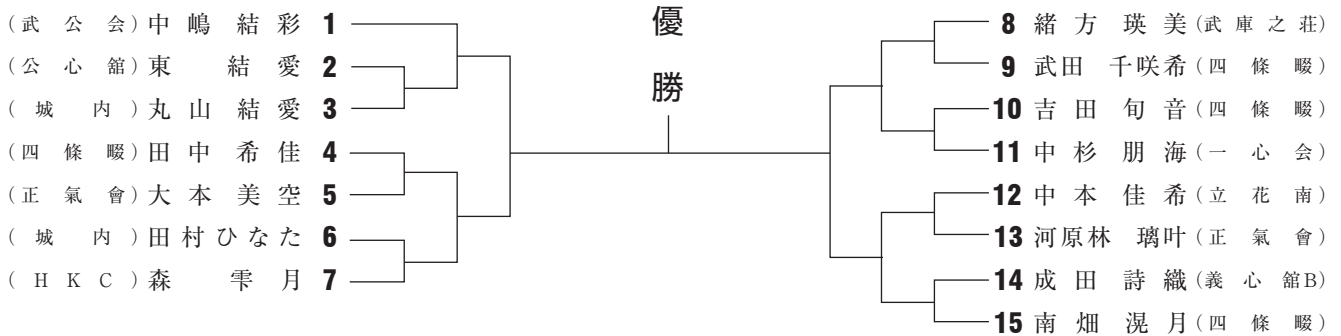 優勝
(武公会)中嶋結彩 1
(公心舘)東 結愛 2
(城内)丸山結愛 3
(四條畷)田中希佳 4
(正氣會)大本美空 5
(城内)田村ひなた 6
(HKC)森 雫月 7
8 緒方瑛美(武庫之荘)
9 武田 千咲希(四條畷)
10 吉田旬音(四條畷)
11 中杉朋海(一心会)
12 中本佳希(立花南)
13 河原林 璃叶(正氣會)
14 成田詩織(義心舘B)
15 南畑滉月(四條畷)